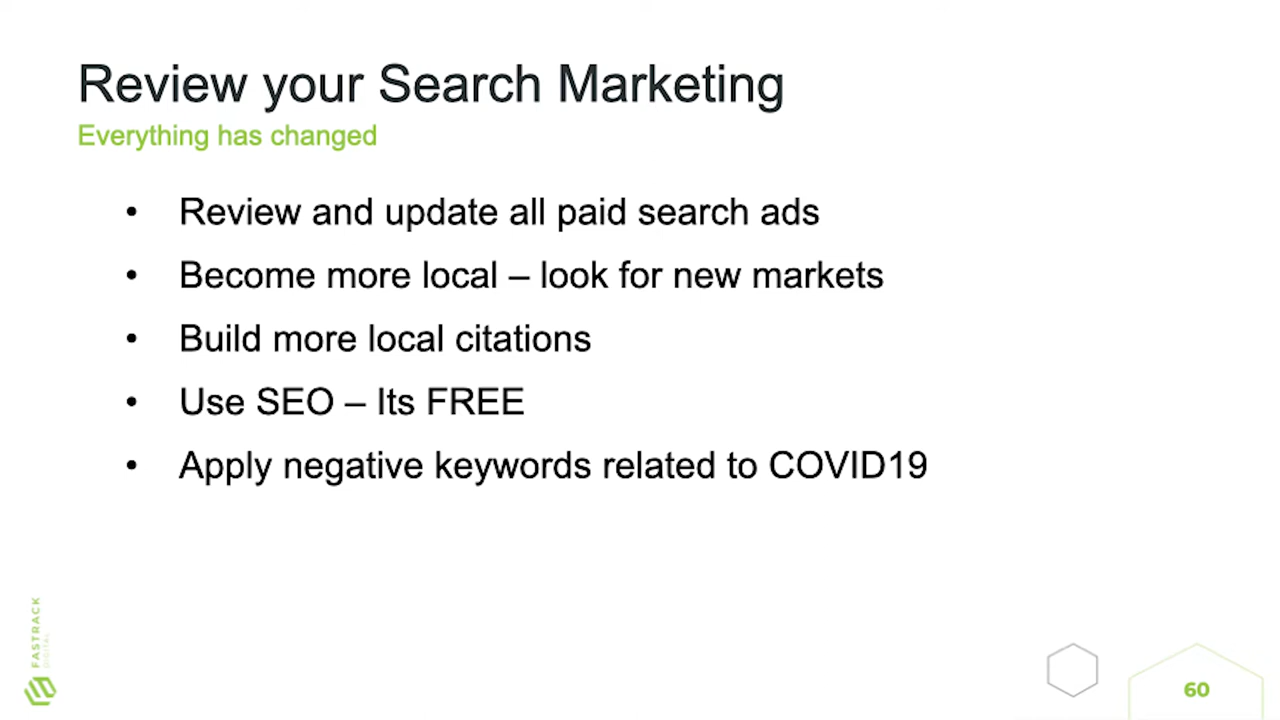 Review your Search Marketing
Everything has changed
• Review and update all paid search ads
• Become more local – look for new markets
• Build more local citations
• Use SEO – Its FREE
• Apply negative keywords related to COVID19
FASTRACK
DIGITAL
60